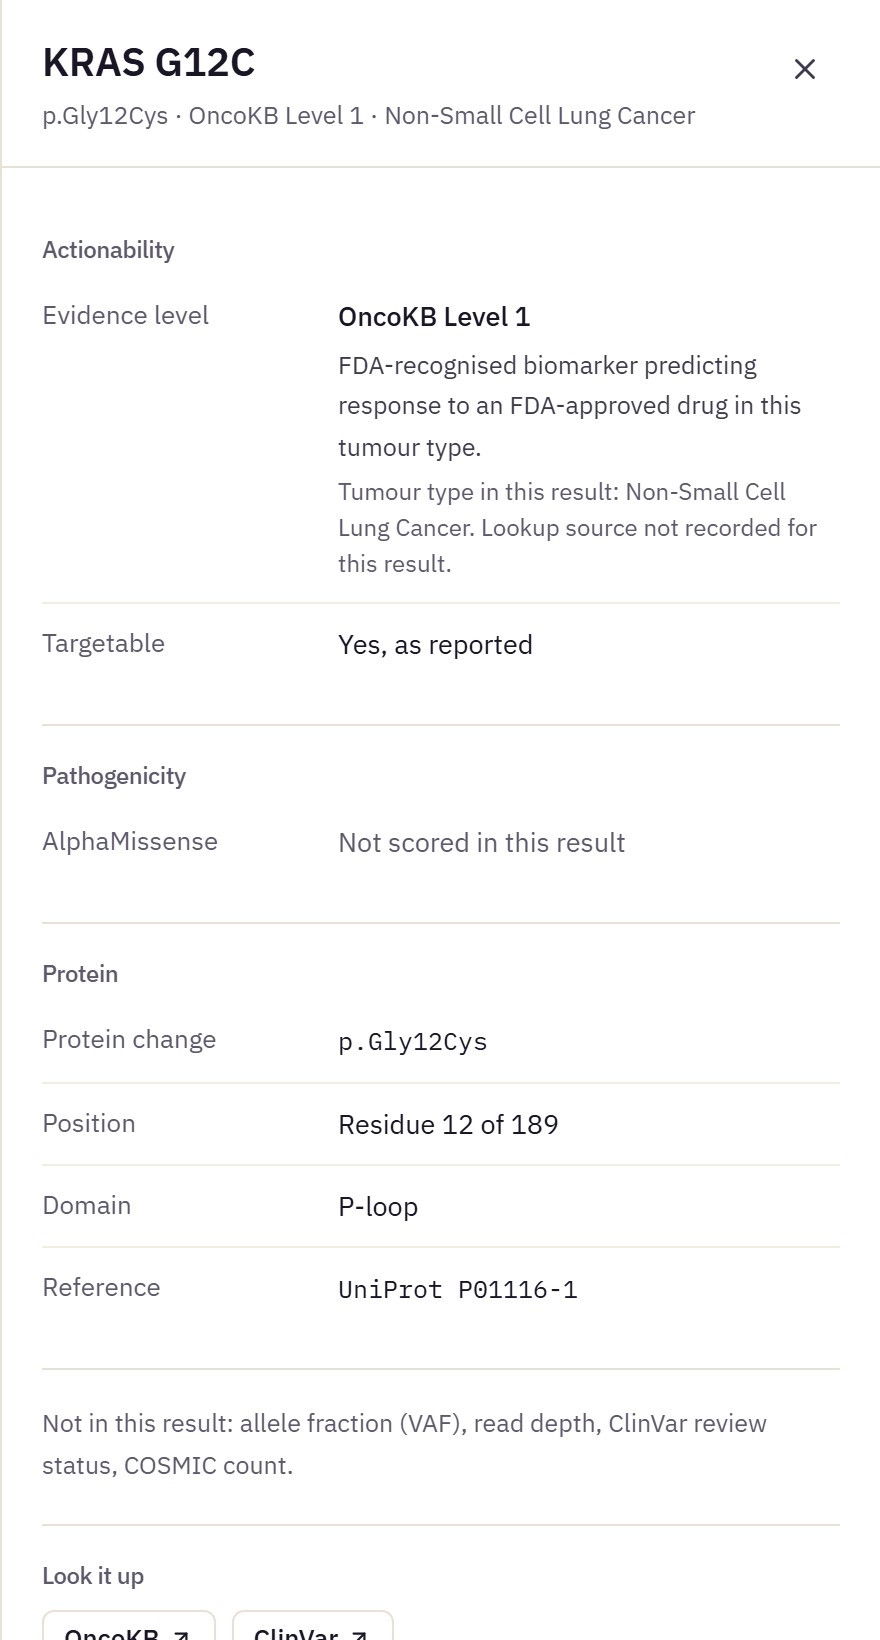 KRAS G12C
p.Gly12Cys · OncoKB Level 1 · Non-Small Cell Lung Cancer
Actionability
Evidence level
OncoKB Level 1
FDA-recognised biomarker predicting
response to an FDA-approved drug in this
tumour type.
Tumour type in this result: Non-Small Cell
Lung Cancer. Lookup source not recorded for
this result.
Targetable
Yes, as reported
Pathogenicity
AlphaMissense
Not scored in this result
Protein
Protein change
p.Gly12Cys
Position
Residue 12 of 189
Domain
P-loop
Reference
UniProt P01116-1
Not in this result: allele fraction (VAF), read depth, ClinVar review
status, COSMIC count.
Look it up
OncoKB ↗
ClinVar ↗